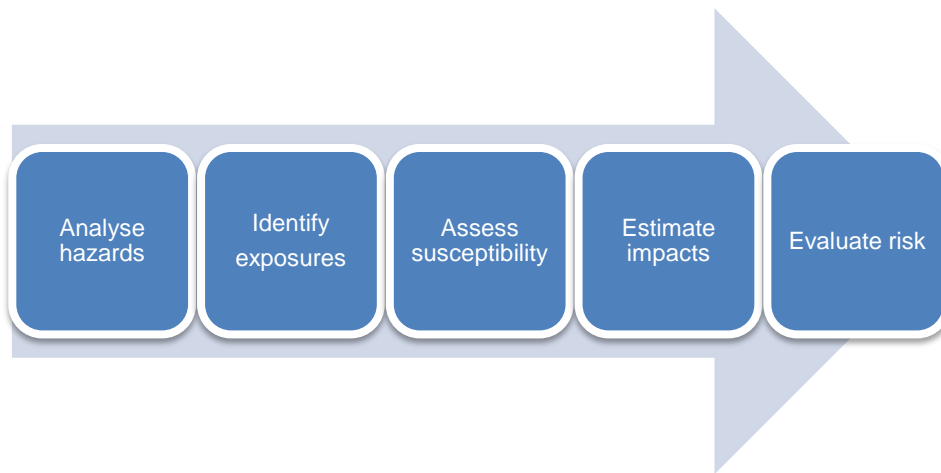 Analyse
hazards
Identify
exposures
Assess
susceptibility
Estimate
impacts
Evaluate risk